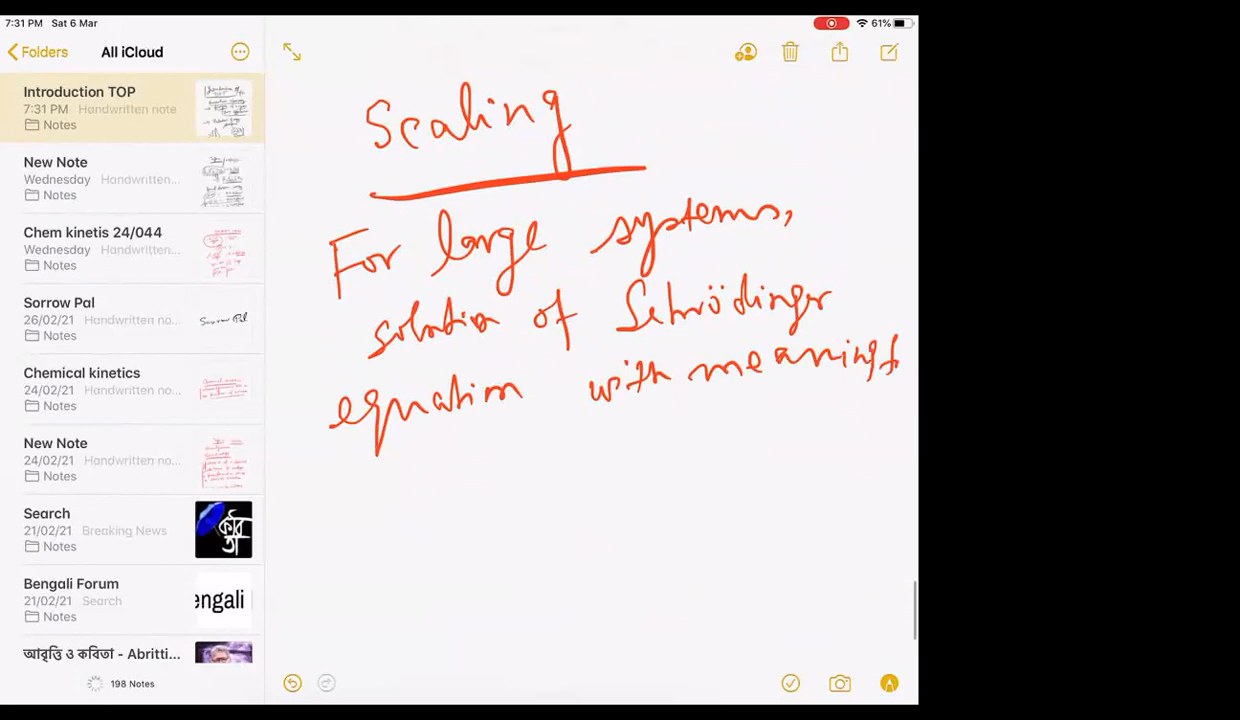 7:31 PM Sat 6 Mar
61%
Folders
All iCloud
Introduction TOP
7:31 PM Handwritten note
Notes
New Note
Wednesday Handwritten...
Notes
Chem kinetis 24/044
Wednesday Handwritten...
Notes
Sorrow Pal
26/02/21 Handwritten no...
Notes
Chemical kinetics
24/02/21 Handwritten no...
Notes
New Note
24/02/21 Handwritten no...
Notes
Search
21/02/21 Breaking News
Notes
Bengali Forum
21/02/21 Search
Notes
engali
আবৃত্তি ও কবিতা - Abritti...
198 Notes
Scaling
For large systems,
solution of Schrödinger
equation with meaningf